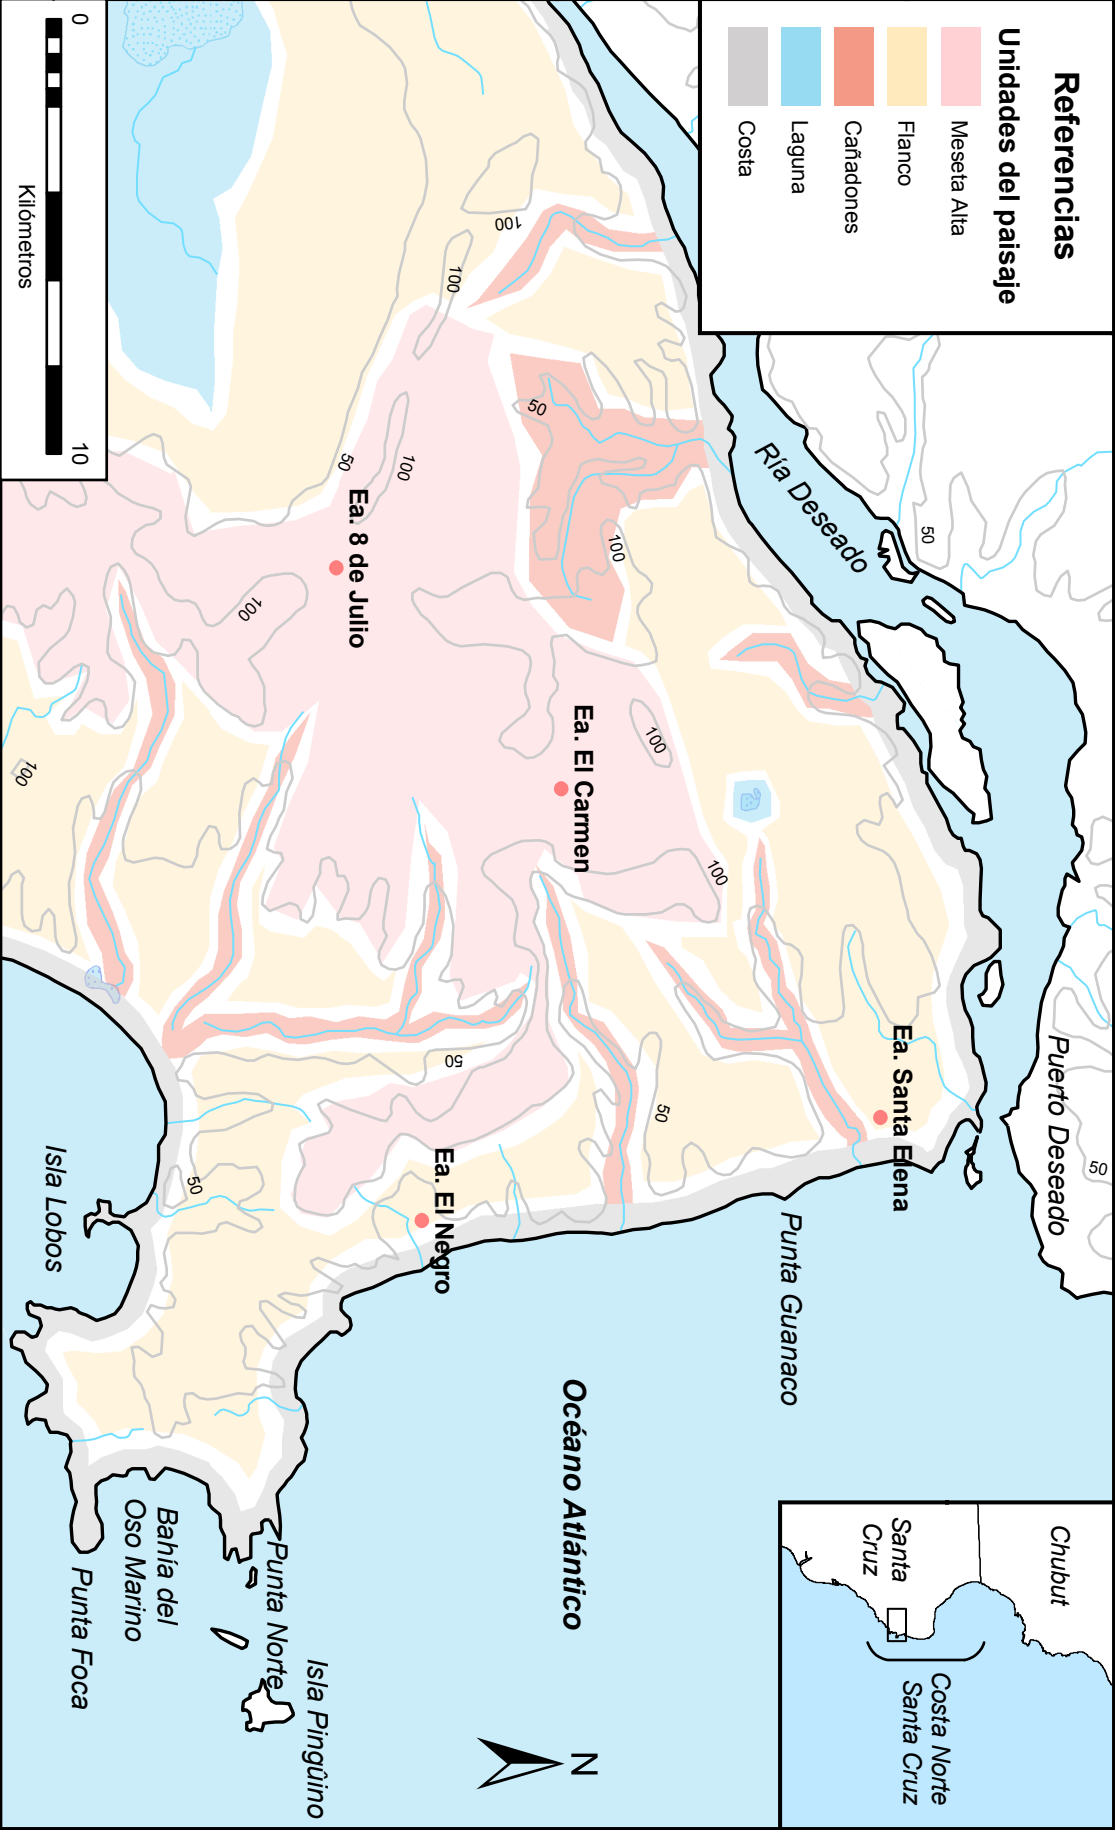 Referencias
Unidades del paisaje
Meseta Alta
Flanco
Cañadones
Laguna
Costa
0
10
Kilómetros
Chubut
Santa
Cruz
Costa Norte
Santa Cruz
Ría Deseado
Puerto Deseado
50
50
100
100
50
100
100
50
100
100
100
100
50
50
50
Ea. 8 de Julio
Ea. El Carmen
Ea. Santa Elena
Ea. El Negro
Punta Guanaco
Océano Atlántico
Isla Lobos
Bahía del
Oso Marino
Punta Foca
Punta Norte
Isla Pingûino
N